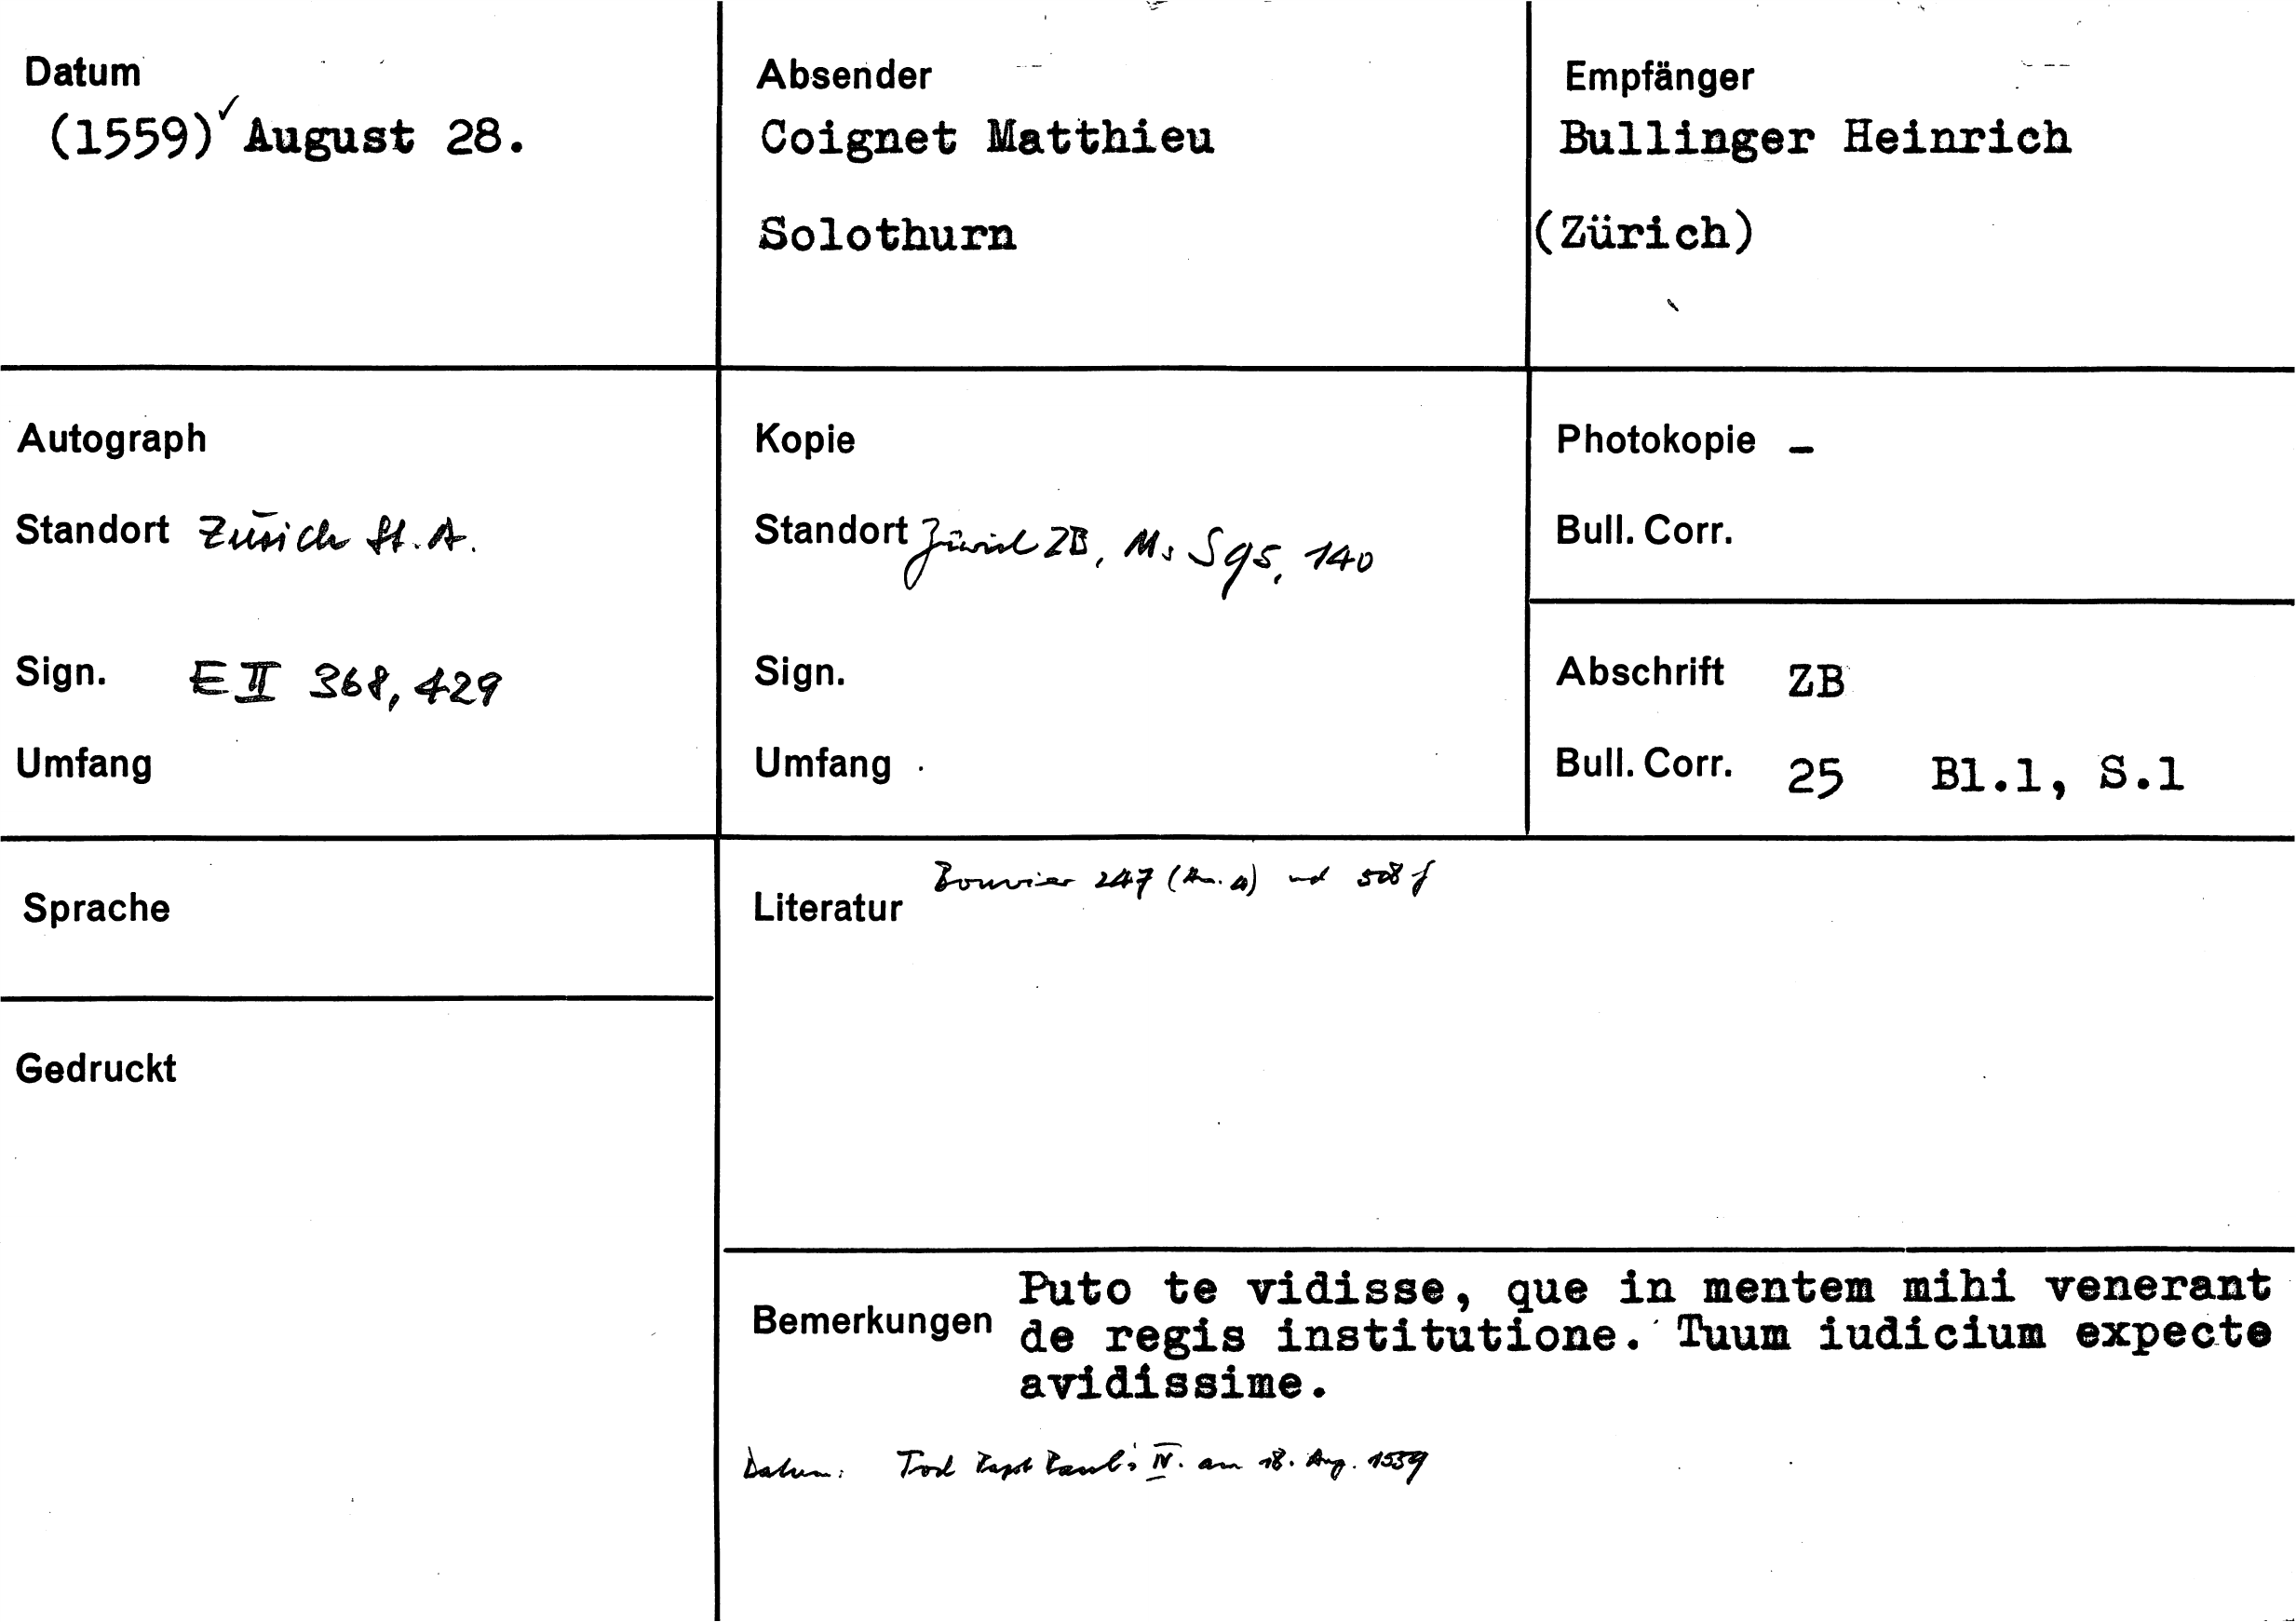 Datum
(1559)✓ August 28.
Absender
Coignet Matthieu
Solothurn
Empfänger
Bullinger Heinrich
(Zürich)
Autograph
Standort Zürich St.A.
Sign. E II 368, 429
Umfang
Kopie
Standort Zürich ZB, Ms S 95, 140
Sign.
Umfang
Photokopie –
Bull. Corr.
Abschrift ZB
Bull. Corr. 25 Bl.1, S.1
Sprache
Gedruckt
Literatur Bouvier 247 (An. 4) und 508 f
Bemerkungen
Puto te vidisse, que in mentem mihi venerant
de regis institutione. Tuum iudicium expecto
avidissime.
Datum: Tod Papst Paul's IV. am 18. Aug. 1559